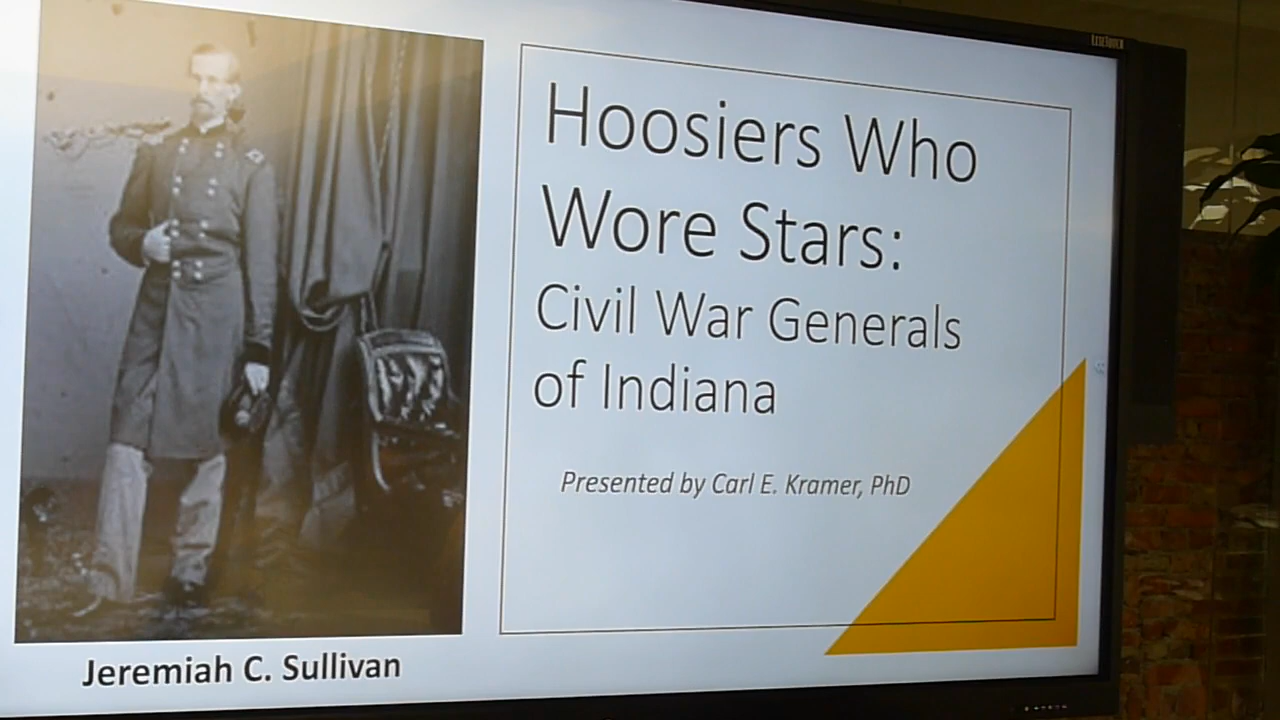 Hoosiers Who
Wore Stars:
Civil War Generals
of Indiana
Presented by Carl E. Kramer, PhD
Jeremiah C. Sullivan